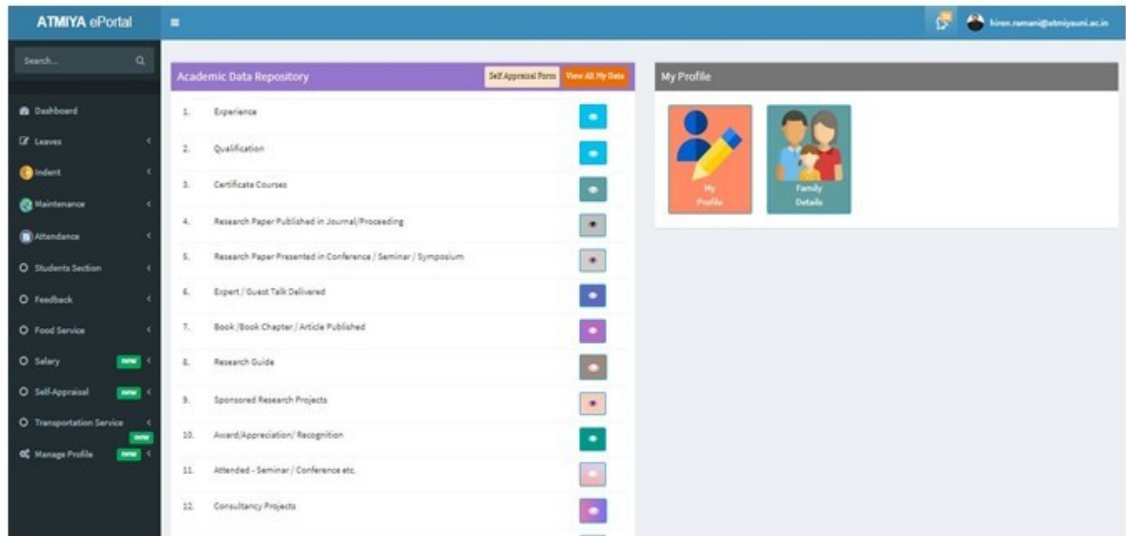 ATMIYA ePortal
hiren.ramani@atmiyauni.ac.in
Search...
Dashboard
Leaves
Indent
Maintenance
Attendance
Students Section
Feedback
Food Service
Salary new
Self-Appraisal new
Transportation Service
new
Manage Profile new
Academic Data Repository Self Appraisal Form View All My Data
1. Experience
2. Qualification
3. Certificate Courses
4. Research Paper Published in Journal/Proceeding
5. Research Paper Presented in Conference / Seminar / Symposium
6. Expert / Guest Talk Delivered
7. Book /Book Chapter / Article Published
8. Research Guide
9. Sponsored Research Projects
10. Award/Appreciation/ Recognition
11. Attended - Seminar / Conference etc.
12. Consultancy Projects
My Profile
My
Profile
Family
Details